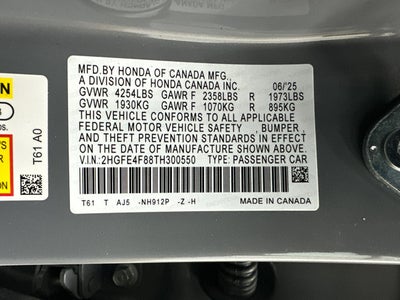 MFD.BY HONDA OF CANADA MFG.,
A DIVISION OF HONDA CANADA INC. 06/'25
GVWR 4254LBS GAWR F 2358LBS R 1973LBS
GVWR 1930KG GAWR F 1070KG R 895KG
THIS VEHICLE CONFORMS TO ALL APPLICABLE
FEDERAL MOTOR VEHICLE SAFETY, BUMPER,
AND THEFT PREVENTION STANDARDS IN EFFECT
ON THE DATE OF MANUFACTURE SHOWN ABOVE.
V.I.N: 2HGFE4F88TH300550 TYPE: PASSENGER CAR
T61 T AJ5 -NH912P -Z -H MADE IN CANADA
T61 A0